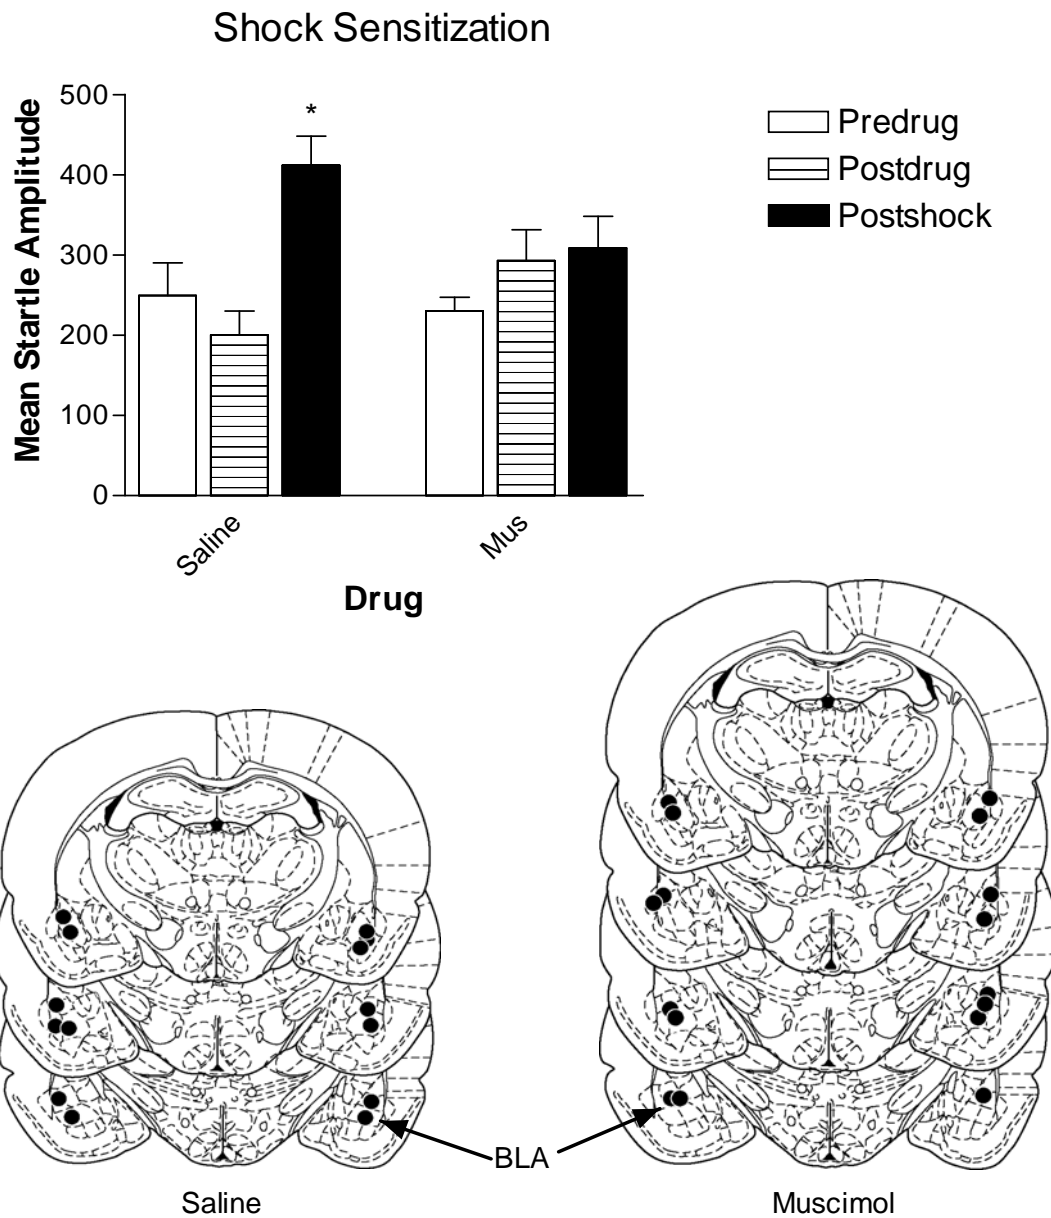 Shock Sensitization
Mean Startle Amplitude
500
400
300
200
100
0
*
Predrug
Postdrug
Postshock
Saline
Mus
Drug
BLA
Saline
Muscimol